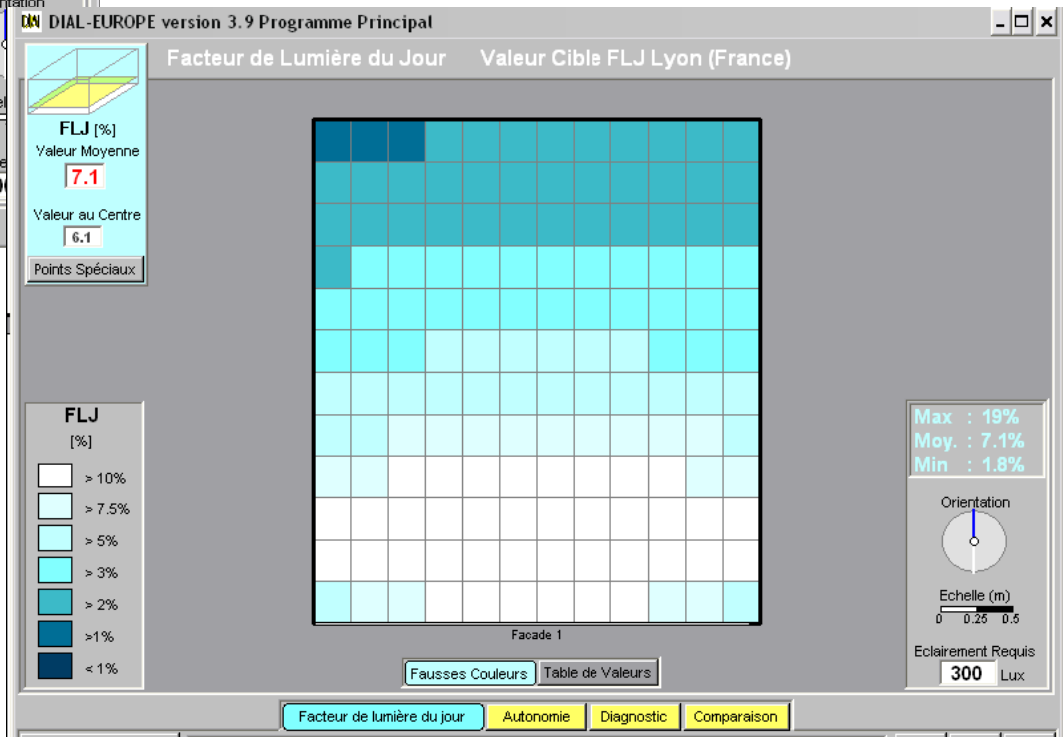 ntation
DIAL-EUROPE version 3.9 Programme Principal
Facteur de Lumière du Jour Valeur Cible FLJ Lyon (France)
FLJ [%]
Valeur Moyenne
7.1
Valeur au Centre
6.1
Points Spéciaux
FLJ
[%]
> 10%
> 7.5%
> 5%
> 3%
> 2%
>1%
< 1%
Max : 19%
Moy. : 7.1%
Min : 1.8%
Orientation
Echelle (m)
0 0.25 0.5
Eclairement Requis
300 Lux
Facade 1
Fausses Couleurs Table de Valeurs
Facteur de lumière du jour Autonomie Diagnostic Comparaison